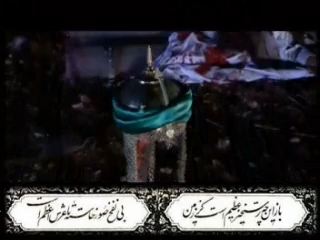 باز این چه رستخیز عظیم است کز زمین
بی نفخ صور خاسته تا عرش اعظم است